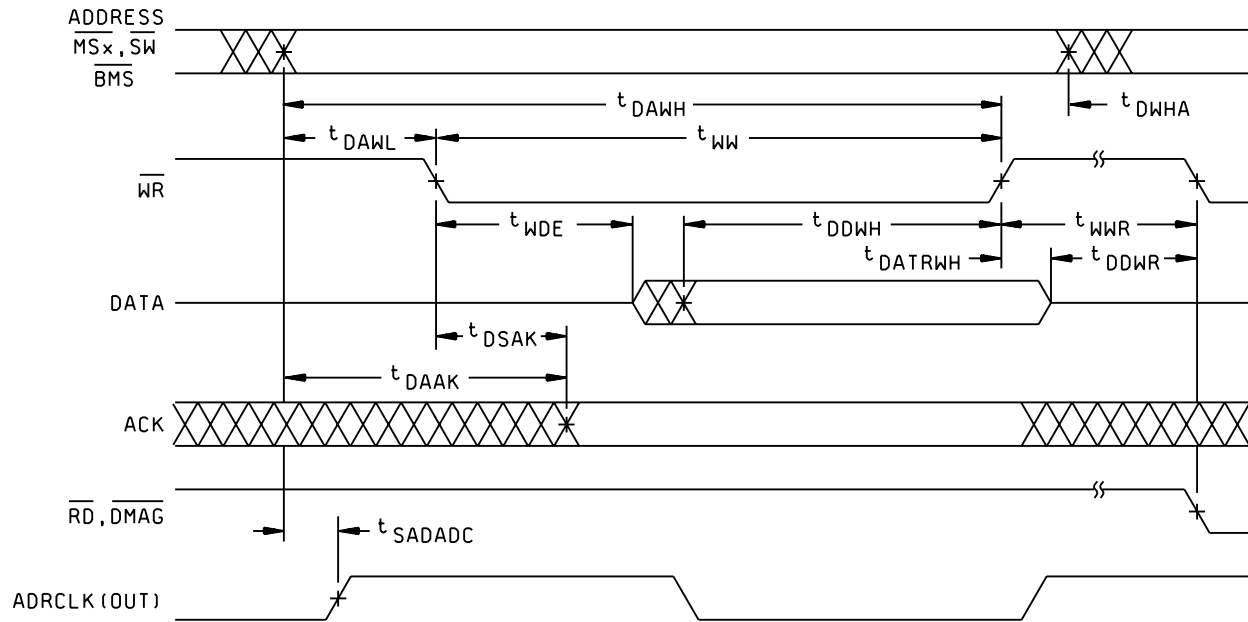 ADDRESS
MSx, SW
BMS
tDAWH
tDWHA
tDAWL
tWW
WR
tWDE
tDDWH
tWWR
tDATRWH
tDDWR
DATA
tDSAK
tDAAK
ACK
RD, DMAG
tSADADC
ADRCLK(OUT)